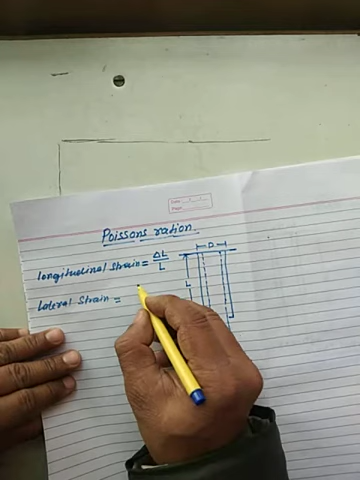 Poissons ration
longitudinal strain = ΔL/L
lateral strain =
D
L